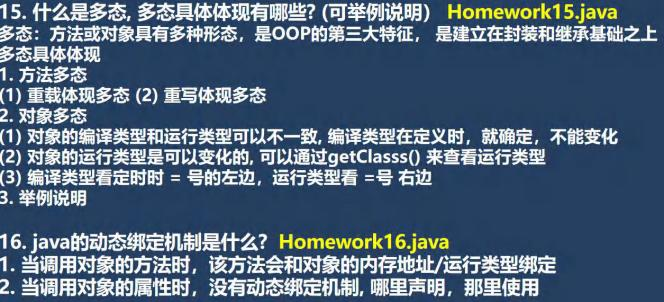 15. 什么是多态, 多态具体体现有哪些? (可举例说明)   Homework15.java
多态：方法或对象具有多种形态，是OOP的第三大特征， 是建立在封装和继承基础之上
多态具体体现
1. 方法多态
(1) 重载体现多态 (2) 重写体现多态
2. 对象多态
(1) 对象的编译类型和运行类型可以不一致, 编译类型在定义时，就确定，不能变化
(2) 对象的运行类型是可以变化的, 可以通过getClasss() 来查看运行类型
(3) 编译类型看定时时 = 号的左边，运行类型看 =号 右边
3. 举例说明
16. java的动态绑定机制是什么?  Homework16.java
1. 当调用对象的方法时，该方法会和对象的内存地址/运行类型绑定
2. 当调用对象的属性时，没有动态绑定机制, 哪里声明，那里使用